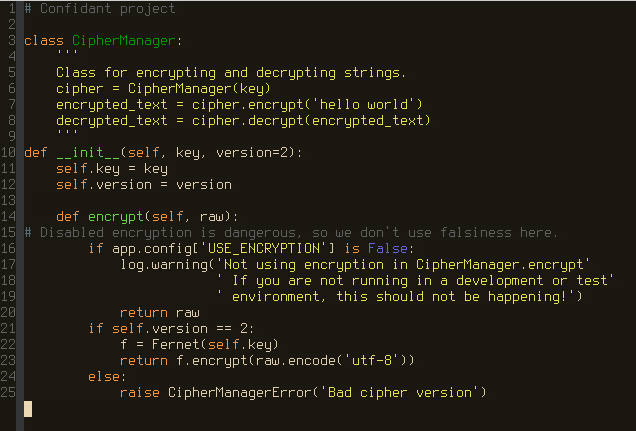 1 # Confidant project
2
3 class CipherManager:
4     '''
5     Class for encrypting and decrypting strings.
6     cipher = CipherManager(key)
7     encrypted_text = cipher.encrypt('hello world')
8     decrypted_text = cipher.decrypt(encrypted_text)
9     '''
10 def __init__(self, key, version=2):
11     self.key = key
12     self.version = version
13
14     def encrypt(self, raw):
15 # Disabled encryption is dangerous, so we don't use falsiness here.
16         if app.config['USE_ENCRYPTION'] is False:
17             log.warning('Not using encryption in CipherManager.encrypt'
18                         ' If you are not running in a development or test'
19                         ' environment, this should not be happening!')
20             return raw
21         if self.version == 2:
22             f = Fernet(self.key)
23             return f.encrypt(raw.encode('utf-8'))
24         else:
25             raise CipherManagerError('Bad cipher version')